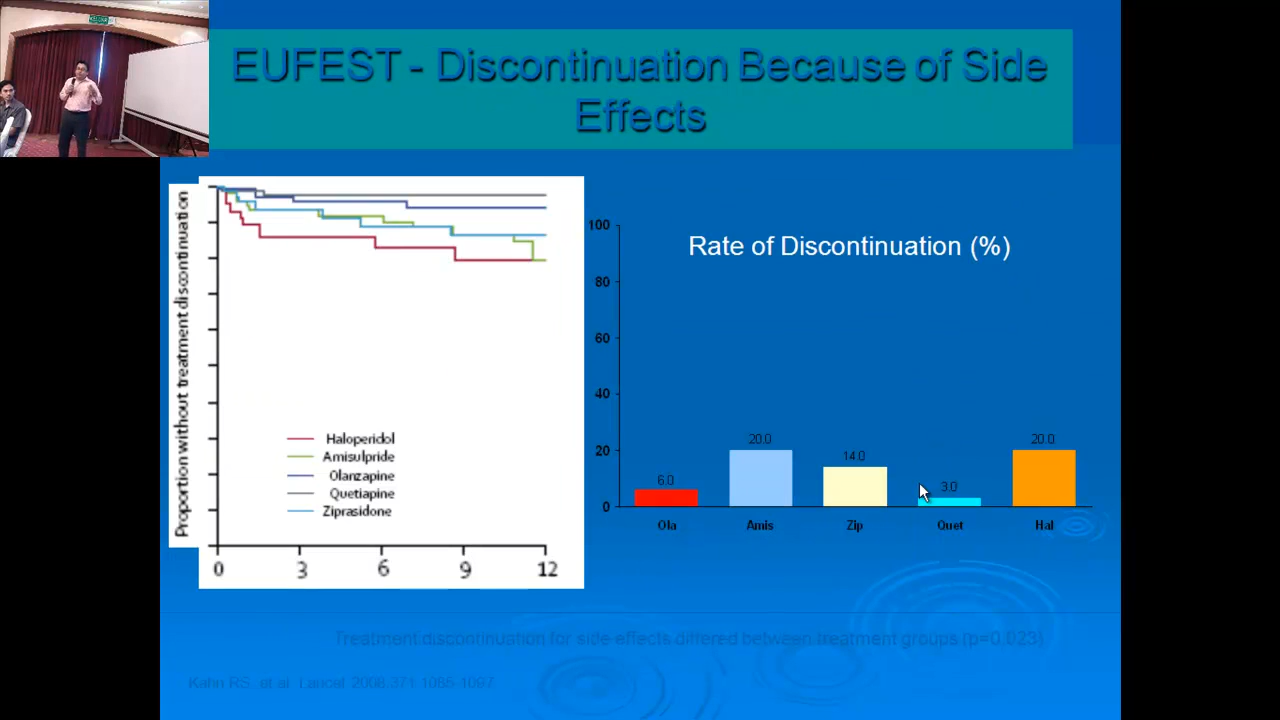 EUFEST - Discontinuation Because of Side
Effects
Proportion without treatment discontinuation
Haloperidol
Amisulpride
Olanzapine
Quetiapine
Ziprasidone
0 3 6 9 12
Rate of Discontinuation (%)
100
80
60
40
20
0
6.0
20.0
14.0
3.0
20.0
Ola Amis Zip Quet Hal
Treatment discontinuation for side effects differed between treatment groups (p=0.023)
Kahn RS, et al. Lancet 2008;371:1085-1097